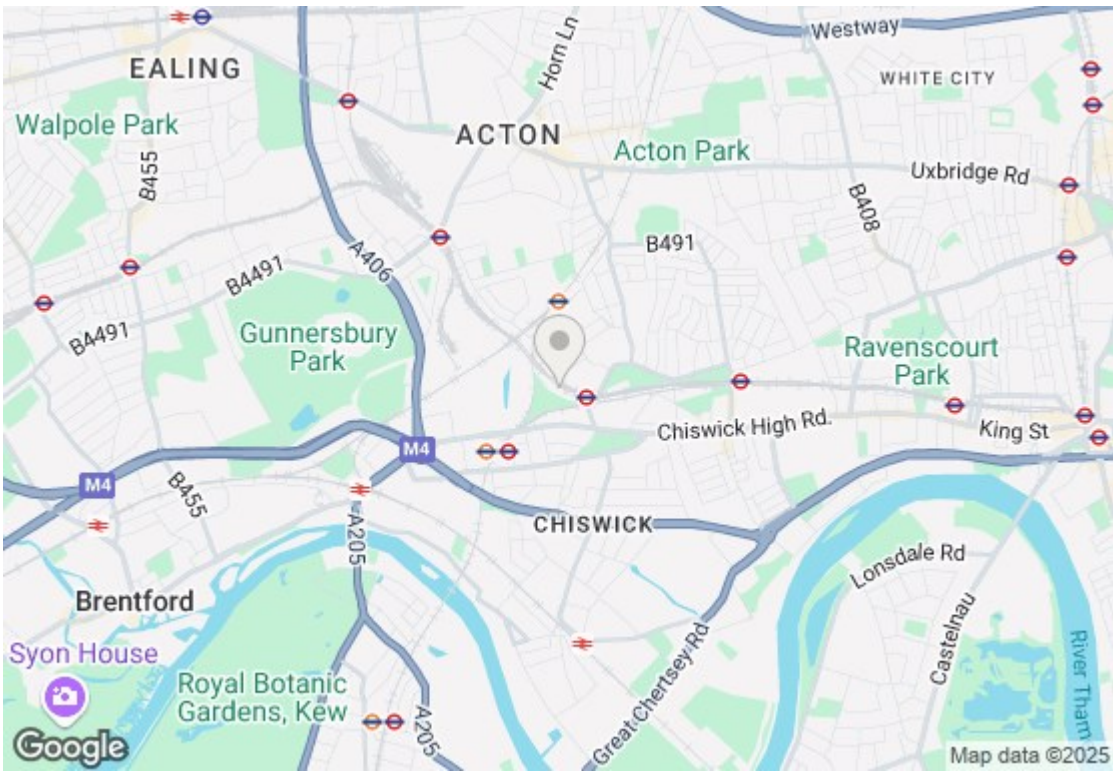 Westway
EALING
Horn Ln
WHITE CITY
Walpole Park
ACTON
Acton Park
B455
Uxbridge Rd
B408
B491
A406
B4491
B4491
Gunnersbury
Park
Ravenscourt
Park
Chiswick High Rd.
King St
M4
M4
B455
CHISWICK
A205
Lonsdale Rd
Brentford
Castelnau
Syon House
Great Chertsey Rd
River Tham
Royal Botanic
Gardens, Kew
A205
Google
Map data ©2025